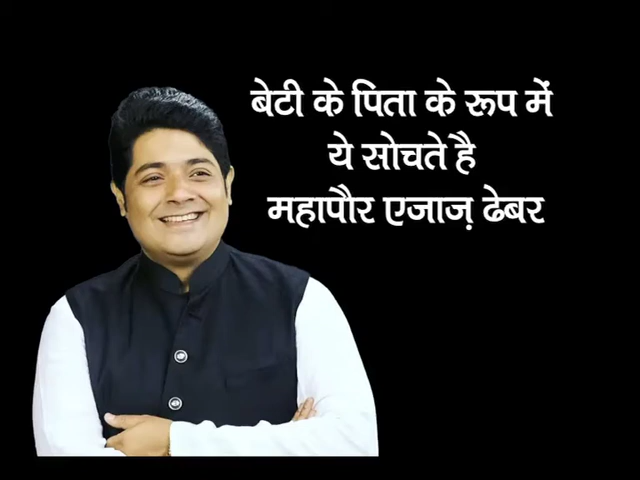 बेटी के पिता के रूप में
ये सोचते है
महापौर एजाज़ ढेबर